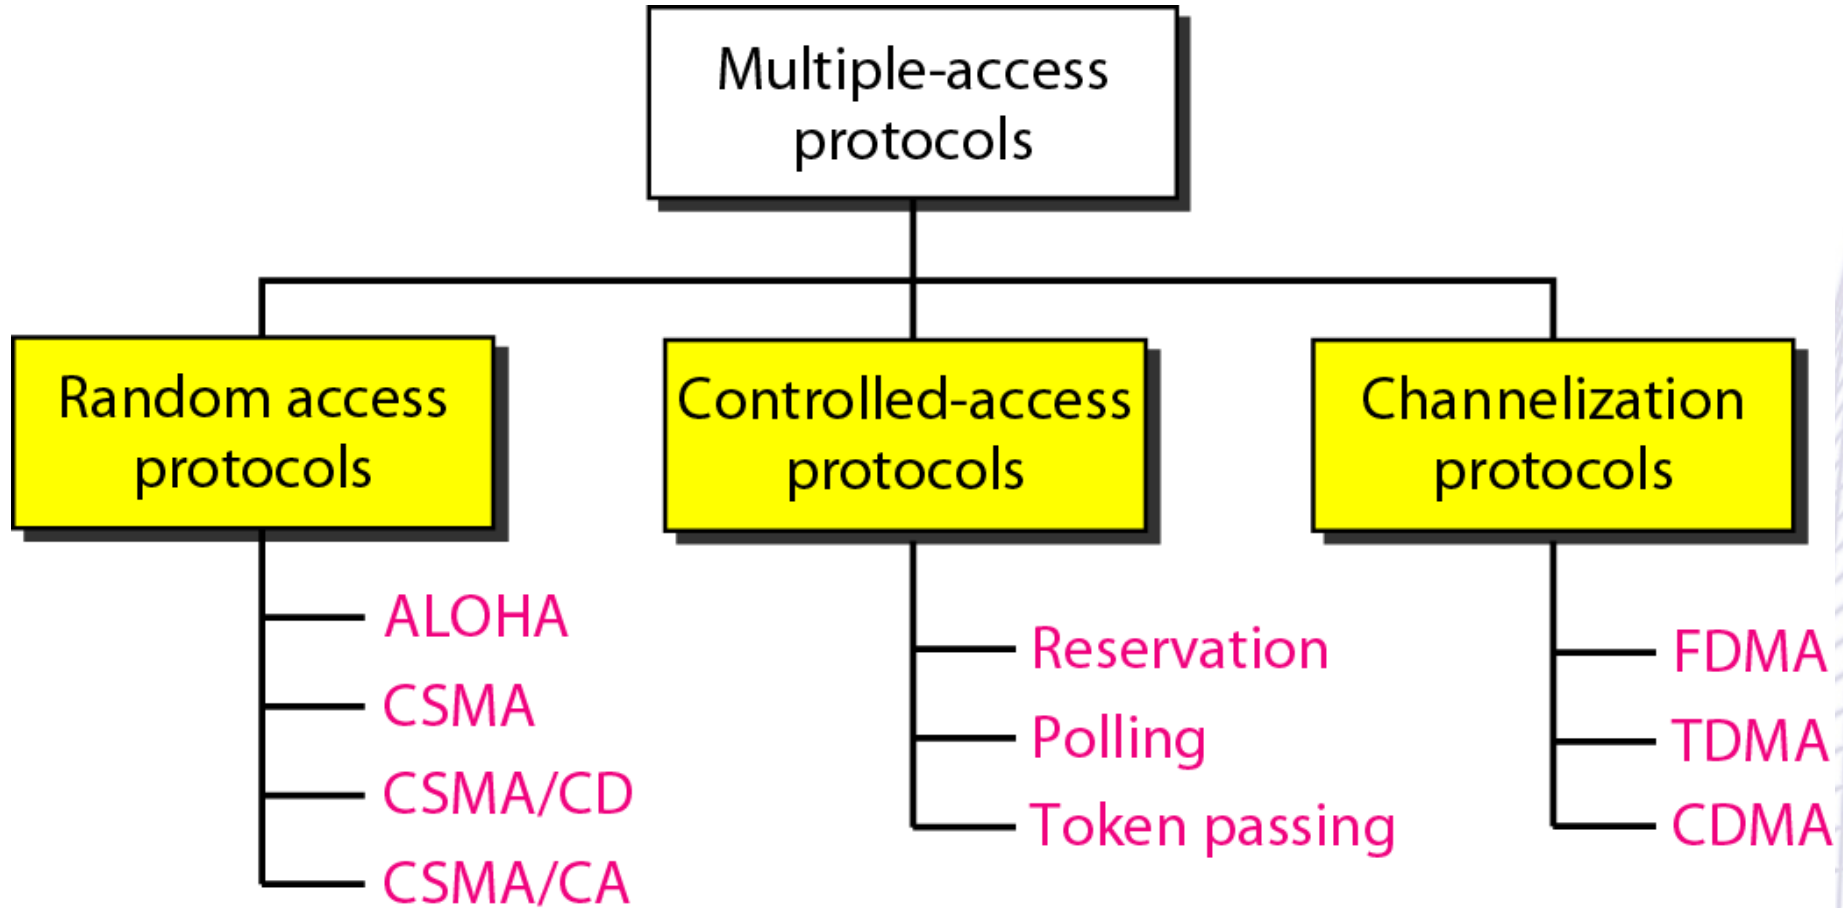 Multiple-access
protocols
Random access
protocols
Controlled-access
protocols
Channelization
protocols
ALOHA
CSMA
CSMA/CD
CSMA/CA
Reservation
Polling
Token passing
FDMA
TDMA
CDMA